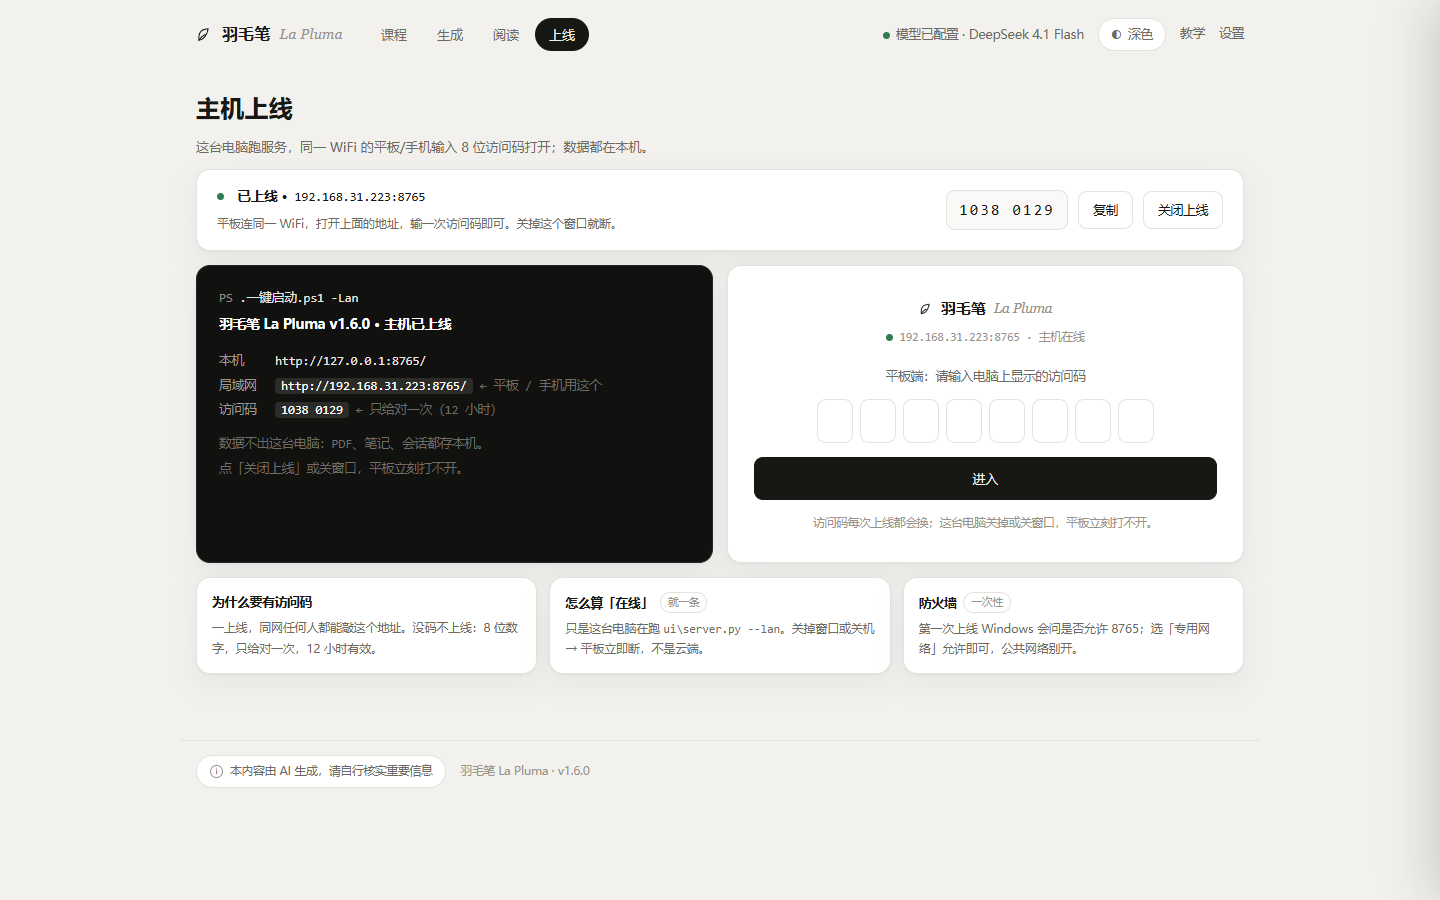 羽毛笔 La Pluma 课程 生成 阅读 上线 模型已配置 · DeepSeek 4.1 Flash 深色 教学 设置
主机上线
这台电脑跑服务，同一 WiFi 的平板/手机输入 8 位访问码打开；数据都在本机。
已上线 • 192.168.31.223:8765
平板连同一 WiFi，打开上面的地址，输一次访问码即可。关掉这个窗口就断。
1038 0129 复制 关闭上线
PS .一键启动.ps1 -Lan
羽毛笔 La Pluma v1.6.0 • 主机已上线
本机 http://127.0.0.1:8765/
局域网 http://192.168.31.223:8765/ ← 平板 / 手机用这个
访问码 1038 0129 ← 只给对一次（12 小时）
数据不出这台电脑：PDF、笔记、会话都存本机。
点「关闭上线」或关窗口，平板立刻打不开。
羽毛笔 La Pluma
192.168.31.223:8765 · 主机在线
平板端：请输入电脑上显示的访问码
进入
访问码每次上线都会换；这台电脑关掉或关窗口，平板立刻打不开。
为什么要有访问码
一上线，同网任何人都能敲这个地址。没码不上线：8 位数
字，只给对一次，12 小时有效。
怎么算「在线」 就一条
只是这台电脑在跑 ui\server.py --lan。关掉窗口或关机
→ 平板立即断，不是云端。
防火墙 一次性
第一次上线 Windows 会问是否允许 8765；选「专用网
络」允许即可，公共网络别开。
本内容由 AI 生成，请自行核实重要信息 羽毛笔 La Pluma · v1.6.0